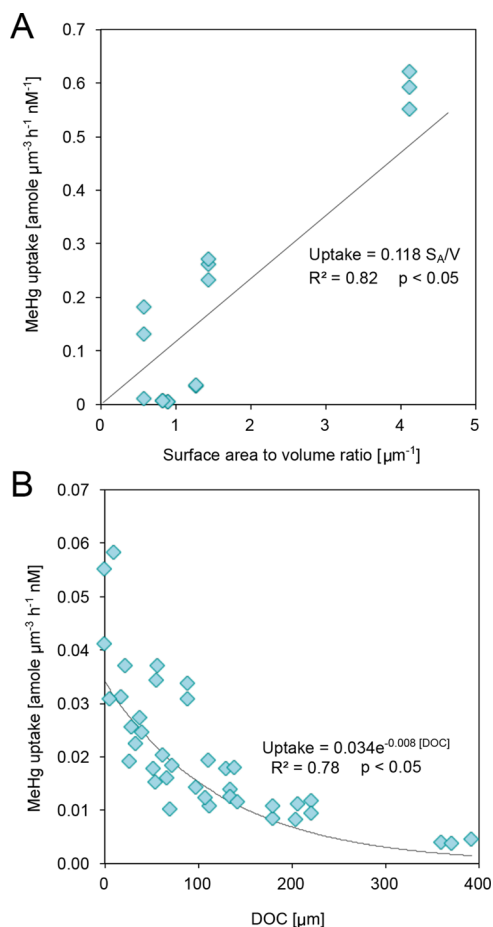 A
MeHg uptake [amole µm⁻³ h⁻¹ nM⁻¹]
0.7
0.6
0.5
0.4
0.3
0.2
0.1
0
Uptake = 0.118 S_A/V
R² = 0.82 p < 0.05
0 1 2 3 4 5
Surface area to volume ratio [µm⁻¹]
B
MeHg uptake [amole µm⁻³ h⁻¹ nM]
0.07
0.06
0.05
0.04
0.03
0.02
0.01
0.00
Uptake = 0.034e⁻⁰·⁰⁰⁸ [DOC]
R² = 0.78 p < 0.05
0 100 200 300 400
DOC [µm]